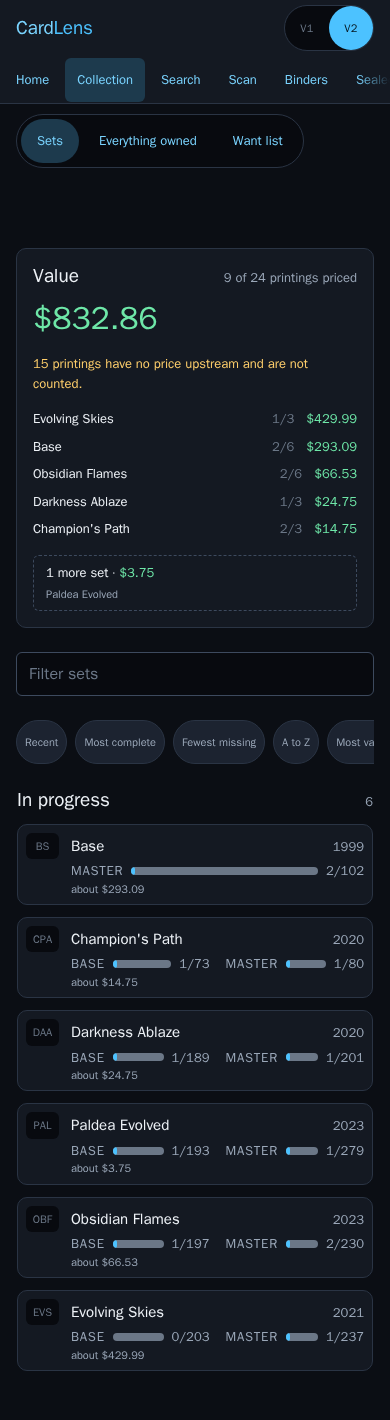 CardLens
V1 V2
Home Collection Search Scan Binders Seale
Sets Everything owned Want list
Value 9 of 24 printings priced
$832.86
15 printings have no price upstream and are not
counted.
Evolving Skies 1/3 $429.99
Base 2/6 $293.09
Obsidian Flames 2/6 $66.53
Darkness Ablaze 1/3 $24.75
Champion's Path 2/3 $14.75
1 more set · $3.75
Paldea Evolved
Filter sets
Recent Most complete Fewest missing A to Z Most va
In progress 6
BS Base 1999
MASTER 2/102
about $293.09
CPA Champion's Path 2020
BASE 1/73 MASTER 1/80
about $14.75
DAA Darkness Ablaze 2020
BASE 1/189 MASTER 1/201
about $24.75
PAL Paldea Evolved 2023
BASE 1/193 MASTER 1/279
about $3.75
OBF Obsidian Flames 2023
BASE 1/197 MASTER 2/230
about $66.53
EVS Evolving Skies 2021
BASE 0/203 MASTER 1/237
about $429.99